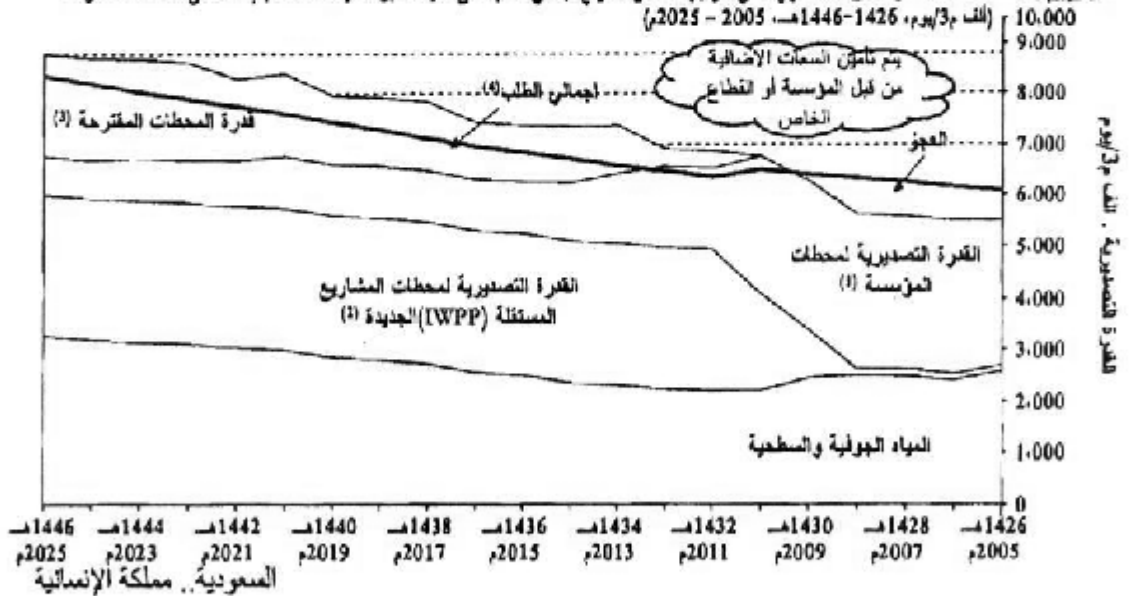 (ألف م3/يوم، 1426-1446هـ، 2005 - 2025م)
10.000
9.000
8.000
7.000
6.000
5.000
4.000
3.000
2.000
1.000
0
القدرة التصديرية . ألف م3/يوم
يتم تأمين السعات الإضافية
من قبل المؤسسة أو القطاع
الخاص
اجمالي الطلب(4)
العجز
قدرة المحطات المقترحة (3)
القدرة التصديرية لمحطات
المؤسسة (1)
القدرة التصديرية لمحطات المشاريع
المستقلة (IWPP)الجديدة (2)
المياه الجوفية والسطحية
1426هـ 1428هـ 1430هـ 1432هـ 1434هـ 1436هـ 1438هـ 1440هـ 1442هـ 1444هـ 1446هـ
2005م 2007م 2009م 2011م 2013م 2015م 2017م 2019م 2021م 2023م 2025م
السعودية.. مملكة الإنسانية